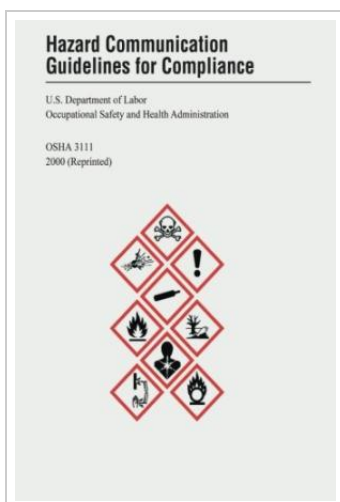 Hazard Communication
Guidelines for Compliance
U.S. Department of Labor
Occupational Safety and Health Administration
OSHA 3111
2000 (Reprinted)